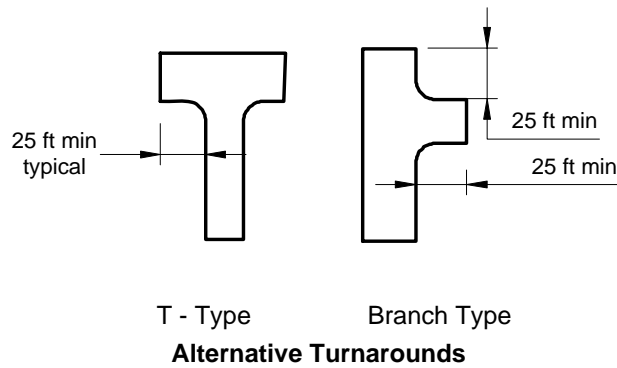 25 ft min
typical
25 ft min
25 ft min
T - Type
Branch Type
Alternative Turnarounds